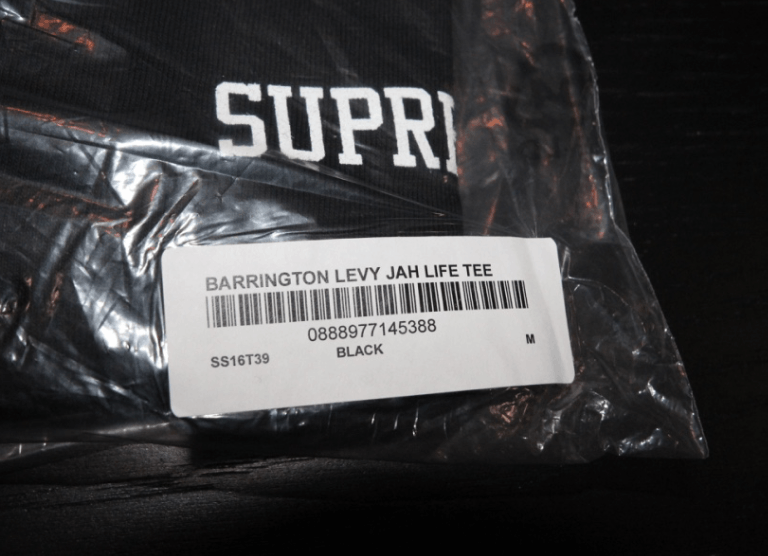 SUPR
BARRINGTON LEVY JAH LIFE TEE
0888977145388
SS16T39 BLACK M